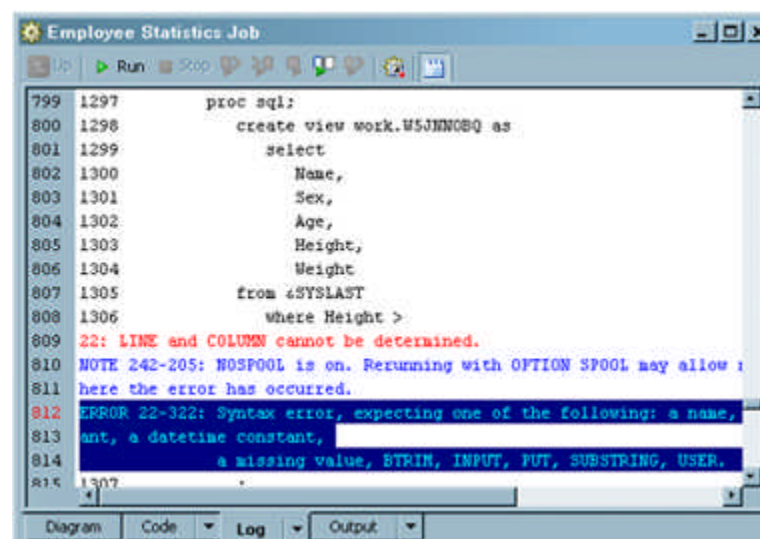 Employee Statistics Job
Up Run Stop
799 1297 proc sql;
800 1298 create view work.W5JNNOBQ as
801 1299 select
802 1300 Name,
803 1301 Sex,
804 1302 Age,
805 1303 Height,
806 1304 Weight
807 1305 from &SYSLAST
808 1306 where Height >
809 22: LINE and COLUMN cannot be determined.
810 NOTE 242-205: NOSPOOL is on. Rerunning with OPTION SPOOL may allow
811 here the error has occurred.
812 ERROR 22-322: Syntax error, expecting one of the following: a name,
813 ant, a datetime constant,
814 a missing value, BTRIM, INPUT, PUT, SUBSTRING, USER.
815 1307 ;
Diagram Code Log Output